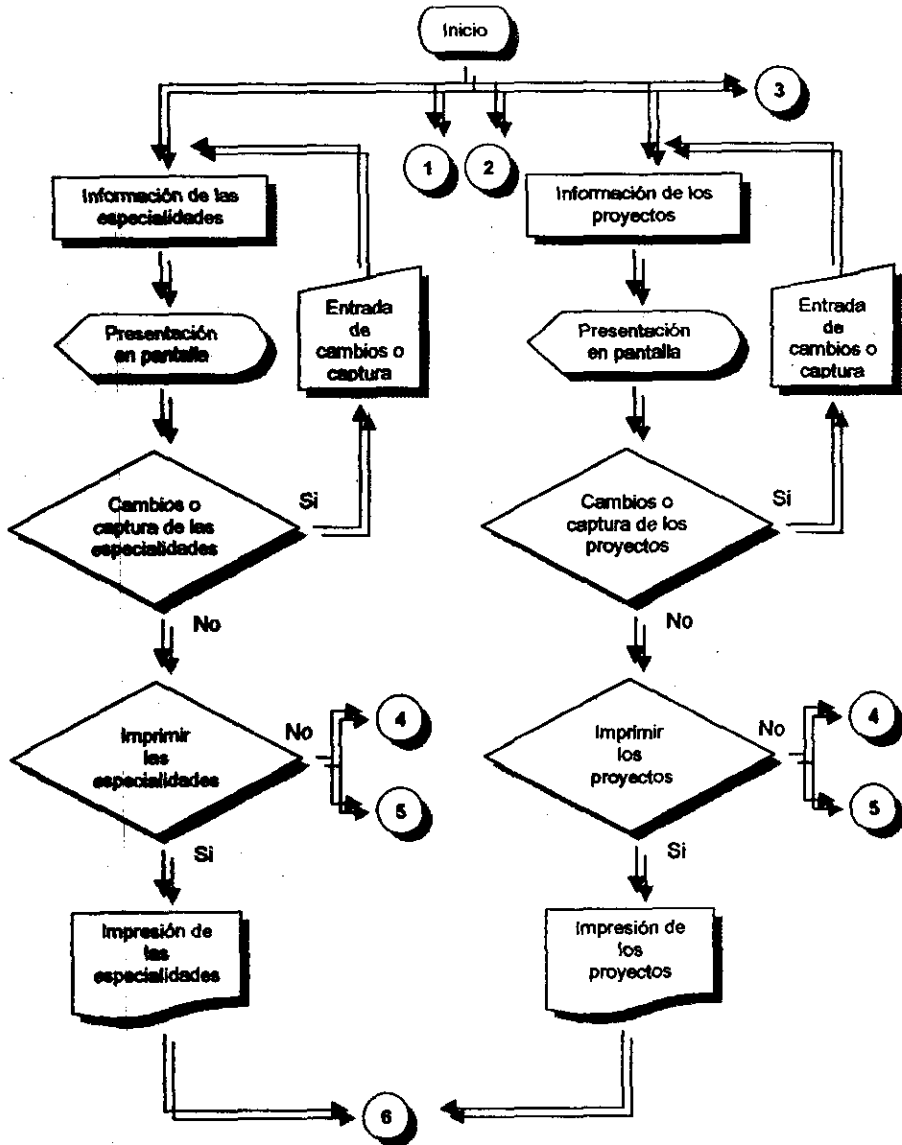 Inicio
3
1
2
Información de las
especialidades
Información de los
proyectos
Presentación
en pantalla
Entrada
de
cambios o
captura
Presentación
en pantalla
Entrada
de
cambios o
captura
Cambios o
captura de las
especialidades
Si
Cambios o
captura de los
proyectos
Si
No
No
Imprimir
las
especialidades
No
4
5
Imprimir
los
proyectos
No
4
5
Si
Si
Impresión de
las
especialidades
Impresión de
los
proyectos
6